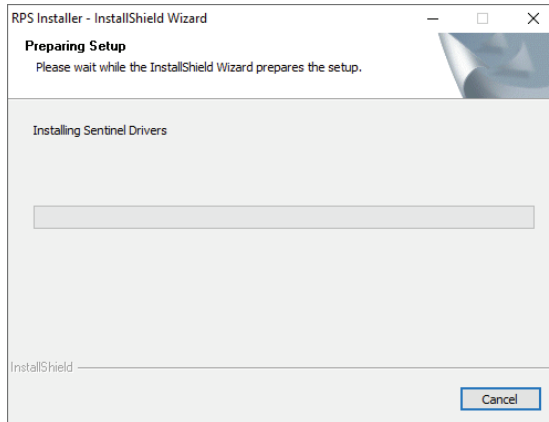 RPS Installer - InstallShield Wizard
Preparing Setup
Please wait while the InstallShield Wizard prepares the setup.
Installing Sentinel Drivers
InstallShield
Cancel